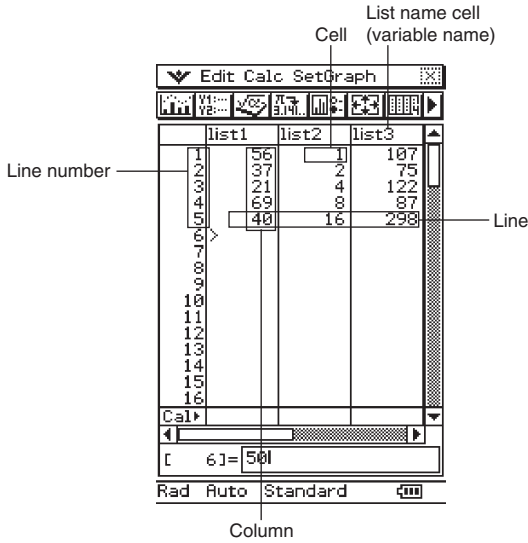 List name cell
Cell (variable name)
Edit Calc SetGraph
list1 list2 list3
1 56 1 107
2 37 2 75
Line number
3 21 4 122
4 69 8 87
5 40 16 298
Line
6
7
8
9
10
11
12
13
14
15
16
Cal
[ 6]= 50
Rad Auto Standard
Column